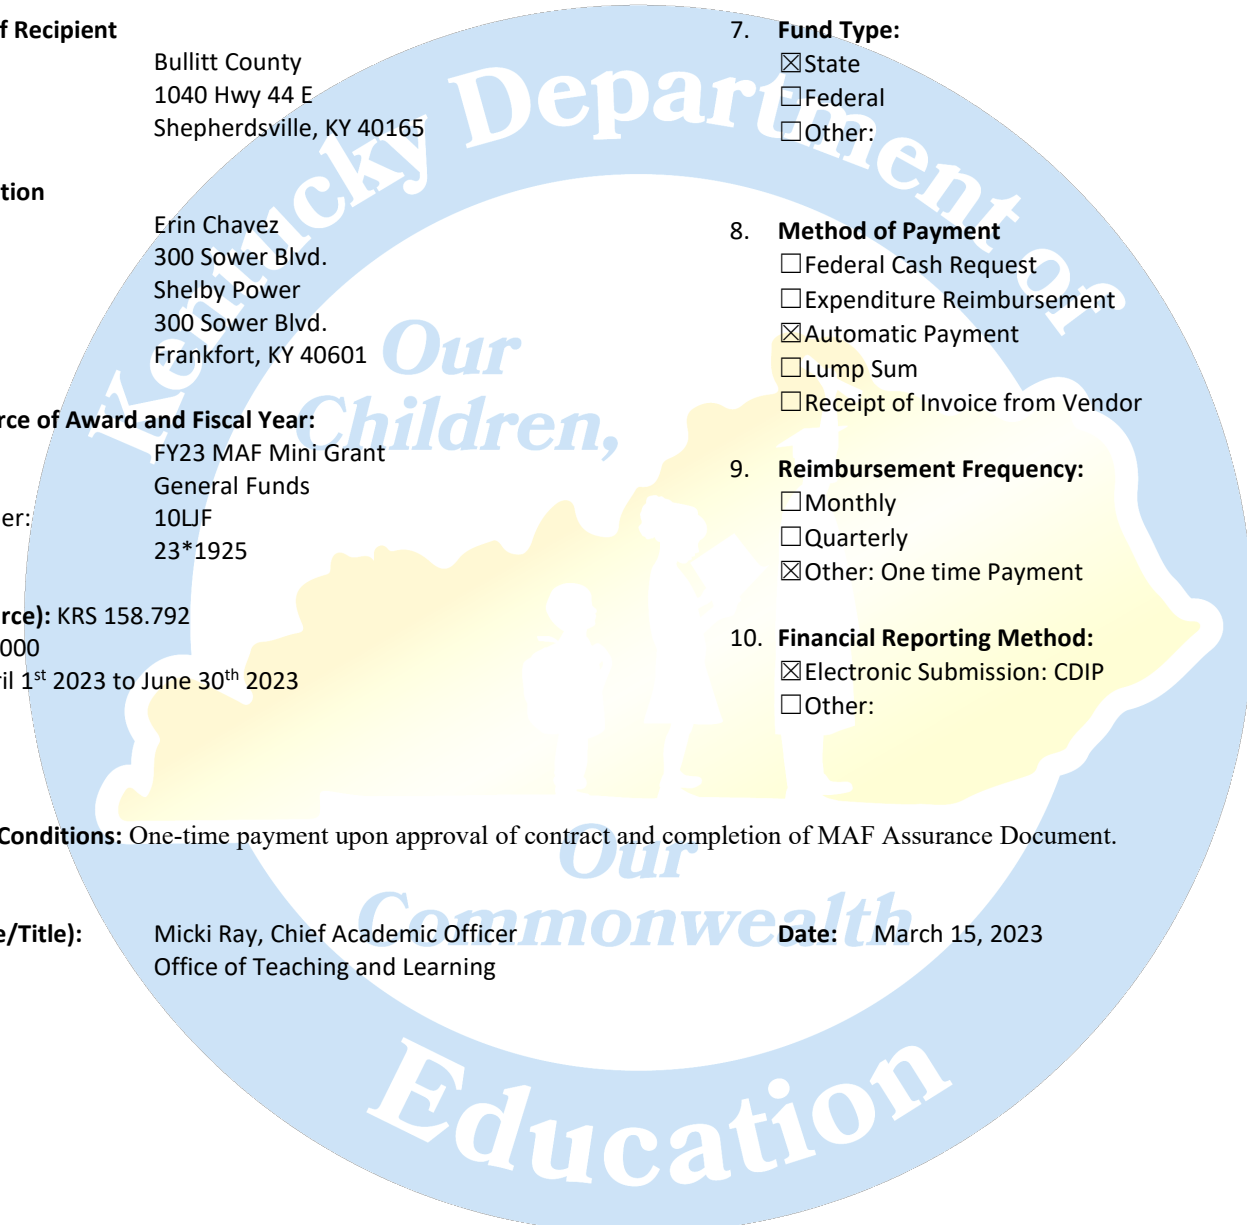 f Recipient
Bullitt County
1040 Hwy 44 E
Shepherdsville, KY 40165
tion
Erin Chavez
300 Sower Blvd.
Shelby Power
300 Sower Blvd.
Frankfort, KY 40601
rce of Award and Fiscal Year:
FY23 MAF Mini Grant
General Funds
er: 10LJF
23*1925
rce): KRS 158.792
000
ril 1st 2023 to June 30th 2023
7. Fund Type:
☒State
☐Federal
☐Other:
8. Method of Payment
☐Federal Cash Request
☐Expenditure Reimbursement
☒Automatic Payment
☐Lump Sum
☐Receipt of Invoice from Vendor
9. Reimbursement Frequency:
☐Monthly
☐Quarterly
☒Other: One time Payment
10. Financial Reporting Method:
☒Electronic Submission: CDIP
☐Other:
Conditions: One-time payment upon approval of contract and completion of MAF Assurance Document.
e/Title): Micki Ray, Chief Academic Officer Date: March 15, 2023
Office of Teaching and Learning
Kentucky Department of
Education
Our
Children,
Our
Commonwealth